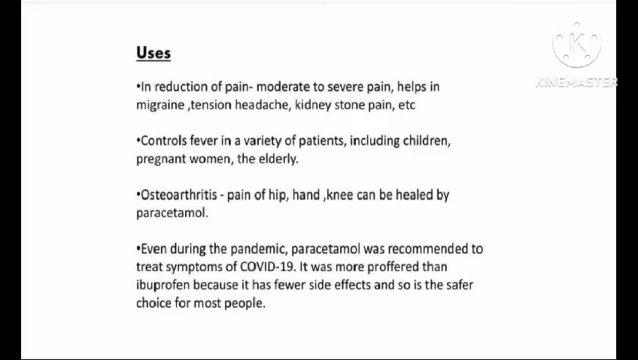 Uses
•In reduction of pain- moderate to severe pain, helps in
migraine ,tension headache, kidney stone pain, etc
•Controls fever in a variety of patients, including children,
pregnant women, the elderly.
•Osteoarthritis - pain of hip, hand ,knee can be healed by
paracetamol.
•Even during the pandemic, paracetamol was recommended to
treat symptoms of COVID-19. It was more proffered than
ibuprofen because it has fewer side effects and so is the safer
choice for most people.
K
KINEMASTER